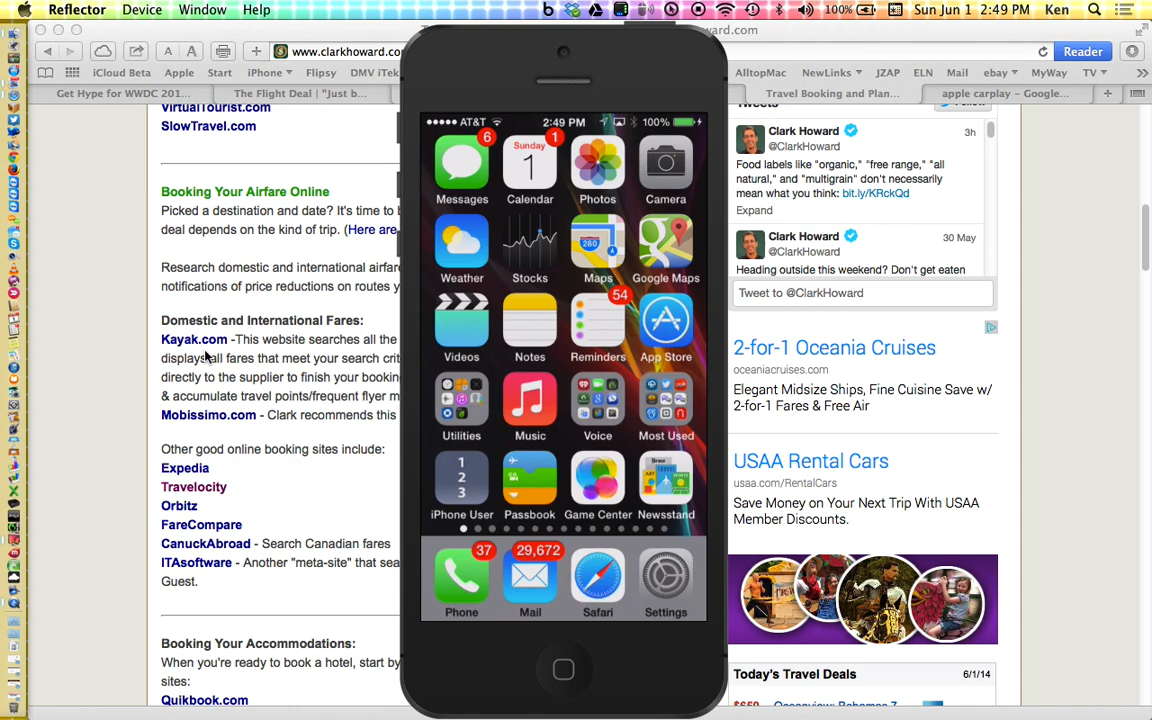 Reflector Device Window Help
100% Sun Jun 1 2:49 PM Ken
www.clarkhoward.co
ward.com
Reader
iCloud Beta Apple Start iPhone Flipsy DMV iTek
AlltopMac NewLinks JZAP ELN Mail ebay MyWay TV
Get Hype for WWDC 201...
The Flight Deal | "Just b...
Travel Booking and Plan...
apple carplay – Google...
VirtualTourist.com
SlowTravel.com
Booking Your Airfare Online
Picked a destination and date? It's time to b
deal depends on the kind of trip. (Here are
Research domestic and international airfare
notifications of price reductions on routes y
Domestic and International Fares:
Kayak.com -This website searches all the
displays all fares that meet your search crit
directly to the supplier to finish your bookin
& accumulate travel points/frequent flyer m
Mobissimo.com - Clark recommends this
Other good online booking sites include:
Expedia
Travelocity
Orbitz
FareCompare
CanuckAbroad - Search Canadian fares
ITAsoftware - Another "meta-site" that sea
Guest.
Booking Your Accommodations:
When you're ready to book a hotel, start by
sites:
Quikbook.com
AT&T 2:49 PM 100%
6
Sunday 1
1
Messages Calendar Photos Camera
280
Weather Stocks Maps Google Maps
54
Videos Notes Reminders App Store
Utilities Music Voice Most Used
1
2
3
iPhone User Passbook Game Center Newsstand
37 29,672
Phone Mail Safari Settings
Tweets
Clark Howard 3h
@ClarkHoward
Food labels like "organic," "free range," "all
natural," and "multigrain" don't necessarily
mean what you think: bit.ly/KRckQd
Expand
Clark Howard 30 May
@ClarkHoward
Heading outside this weekend? Don't get eaten
Tweet to @ClarkHoward
2-for-1 Oceania Cruises
oceaniacruises.com
Elegant Midsize Ships, Fine Cuisine Save w/
2-for-1 Fares & Free Air
USAA Rental Cars
usaa.com/RentalCars
Save Money on Your Next Trip With USAA
Member Discounts.
Today's Travel Deals 6/1/14
$659 Oceanview: Bahamas 7